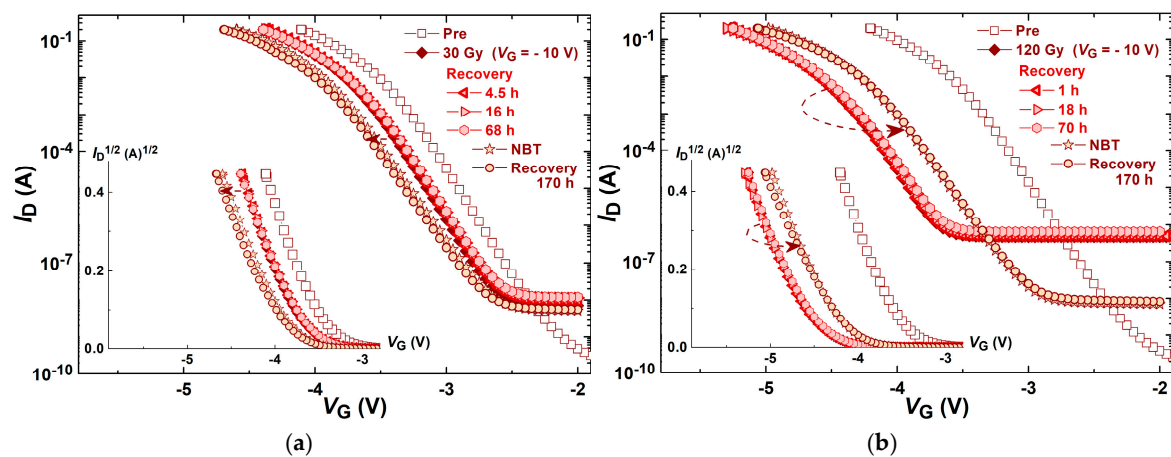 Pre
30 Gy (V_G = - 10 V)
Recovery
4.5 h
16 h
68 h
NBT
Recovery
170 h
I_D^1/2 (A)^1/2
0.4
0.2
0.0
-5
-4
-3
V_G (V)
I_D (A)
10^-1
10^-4
10^-7
10^-10
-5
-4
-3
-2
V_G (V)
(a)
Pre
120 Gy (V_G = - 10 V)
Recovery
1 h
18 h
70 h
NBT
Recovery
170 h
I_D^1/2 (A)^1/2
0.4
0.2
0.0
-5
-4
-3
V_G (V)
I_D (A)
10^-1
10^-4
10^-7
10^-10
-5
-4
-3
-2
V_G (V)
(b)